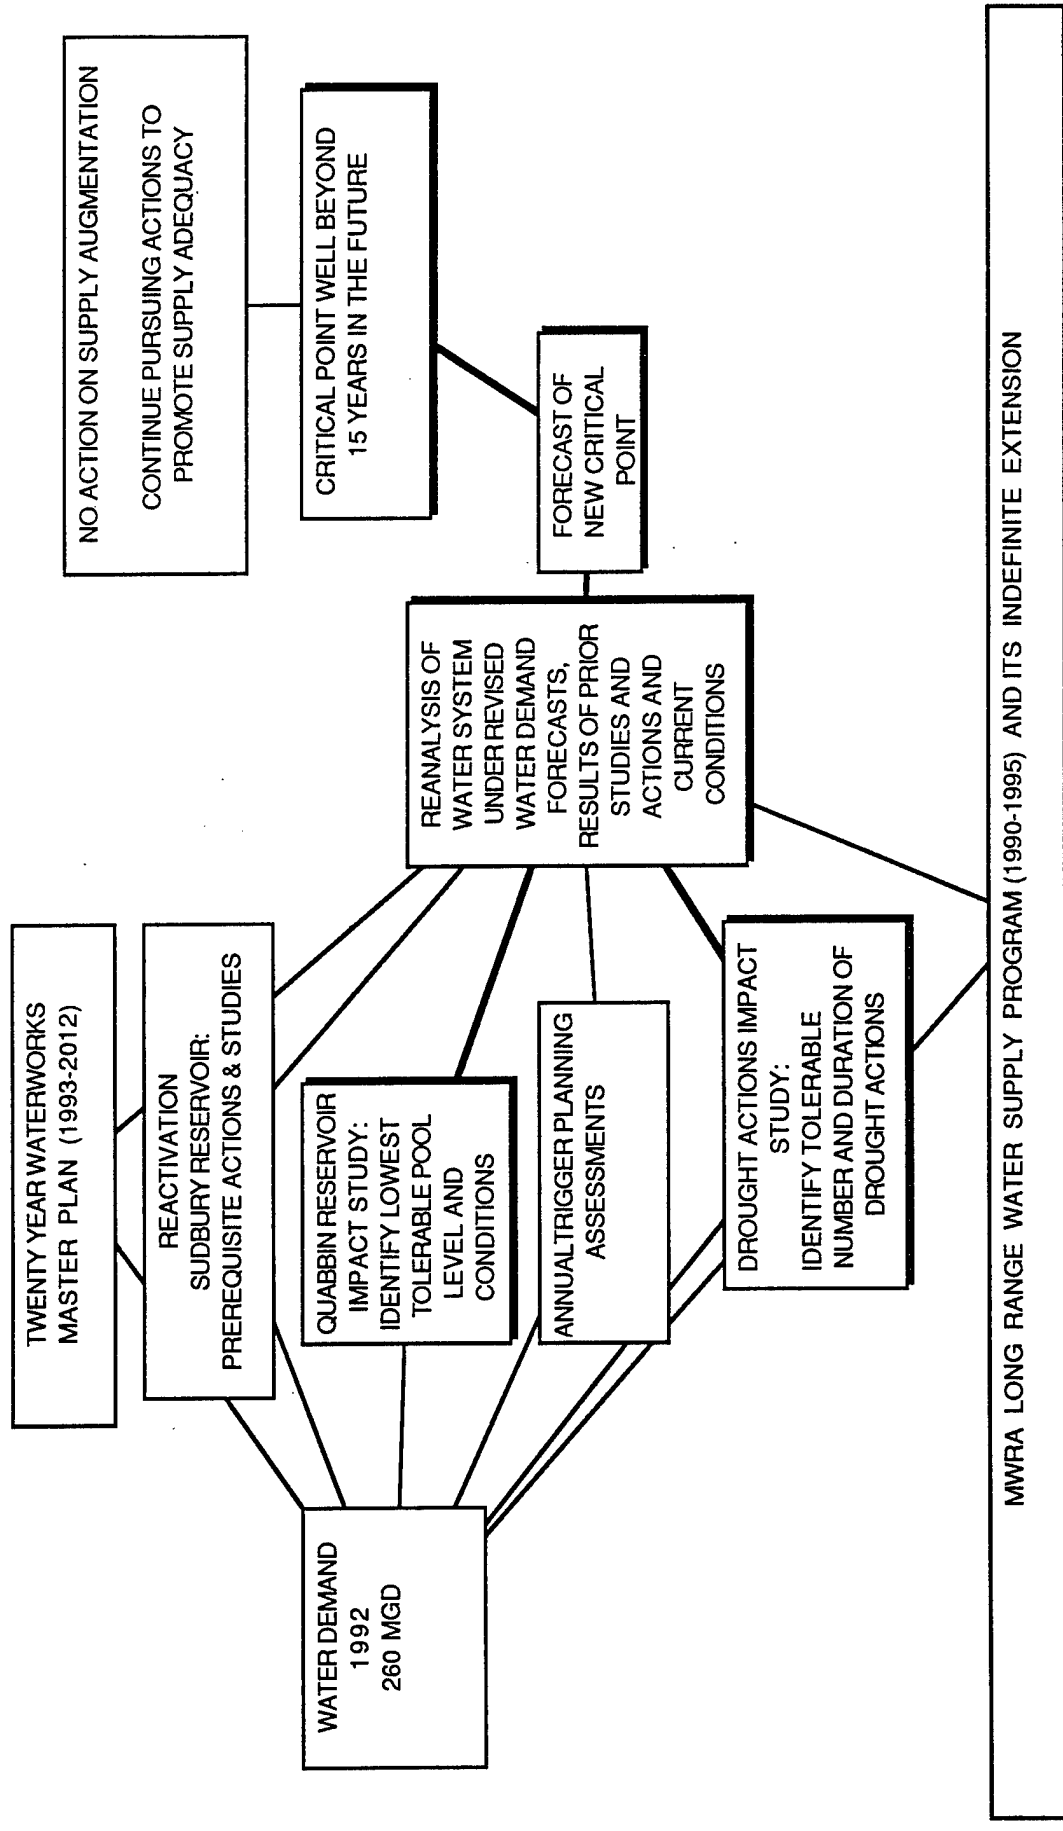 TWENTY YEAR WATERWORKS
MASTER PLAN (1993-2012)
REACTIVATION
SUDBURY RESERVOIR:
PREREQUISITE ACTIONS & STUDIES
WATER DEMAND
1992
260 MGD
QUABBIN RESERVOIR
IMPACT STUDY:
IDENTIFY LOWEST
TOLERABLE POOL
LEVEL AND
CONDITIONS
ANNUAL TRIGGER PLANNING
ASSESSMENTS
DROUGHT ACTIONS IMPACT
STUDY:
IDENTIFY TOLERABLE
NUMBER AND DURATION OF
DROUGHT ACTIONS
REANALYSIS OF
WATER SYSTEM
UNDER REVISED
WATER DEMAND
FORECASTS,
RESULTS OF PRIOR
STUDIES AND
ACTIONS AND
CURRENT
CONDITIONS
FORECAST OF
NEW CRITICAL
POINT
CRITICAL POINT WELL BEYOND
15 YEARS IN THE FUTURE
NO ACTION ON SUPPLY AUGMENTATION
CONTINUE PURSUING ACTIONS TO
PROMOTE SUPPLY ADEQUACY
MWRA LONG RANGE WATER SUPPLY PROGRAM (1990-1995) AND ITS INDEFINITE EXTENSION